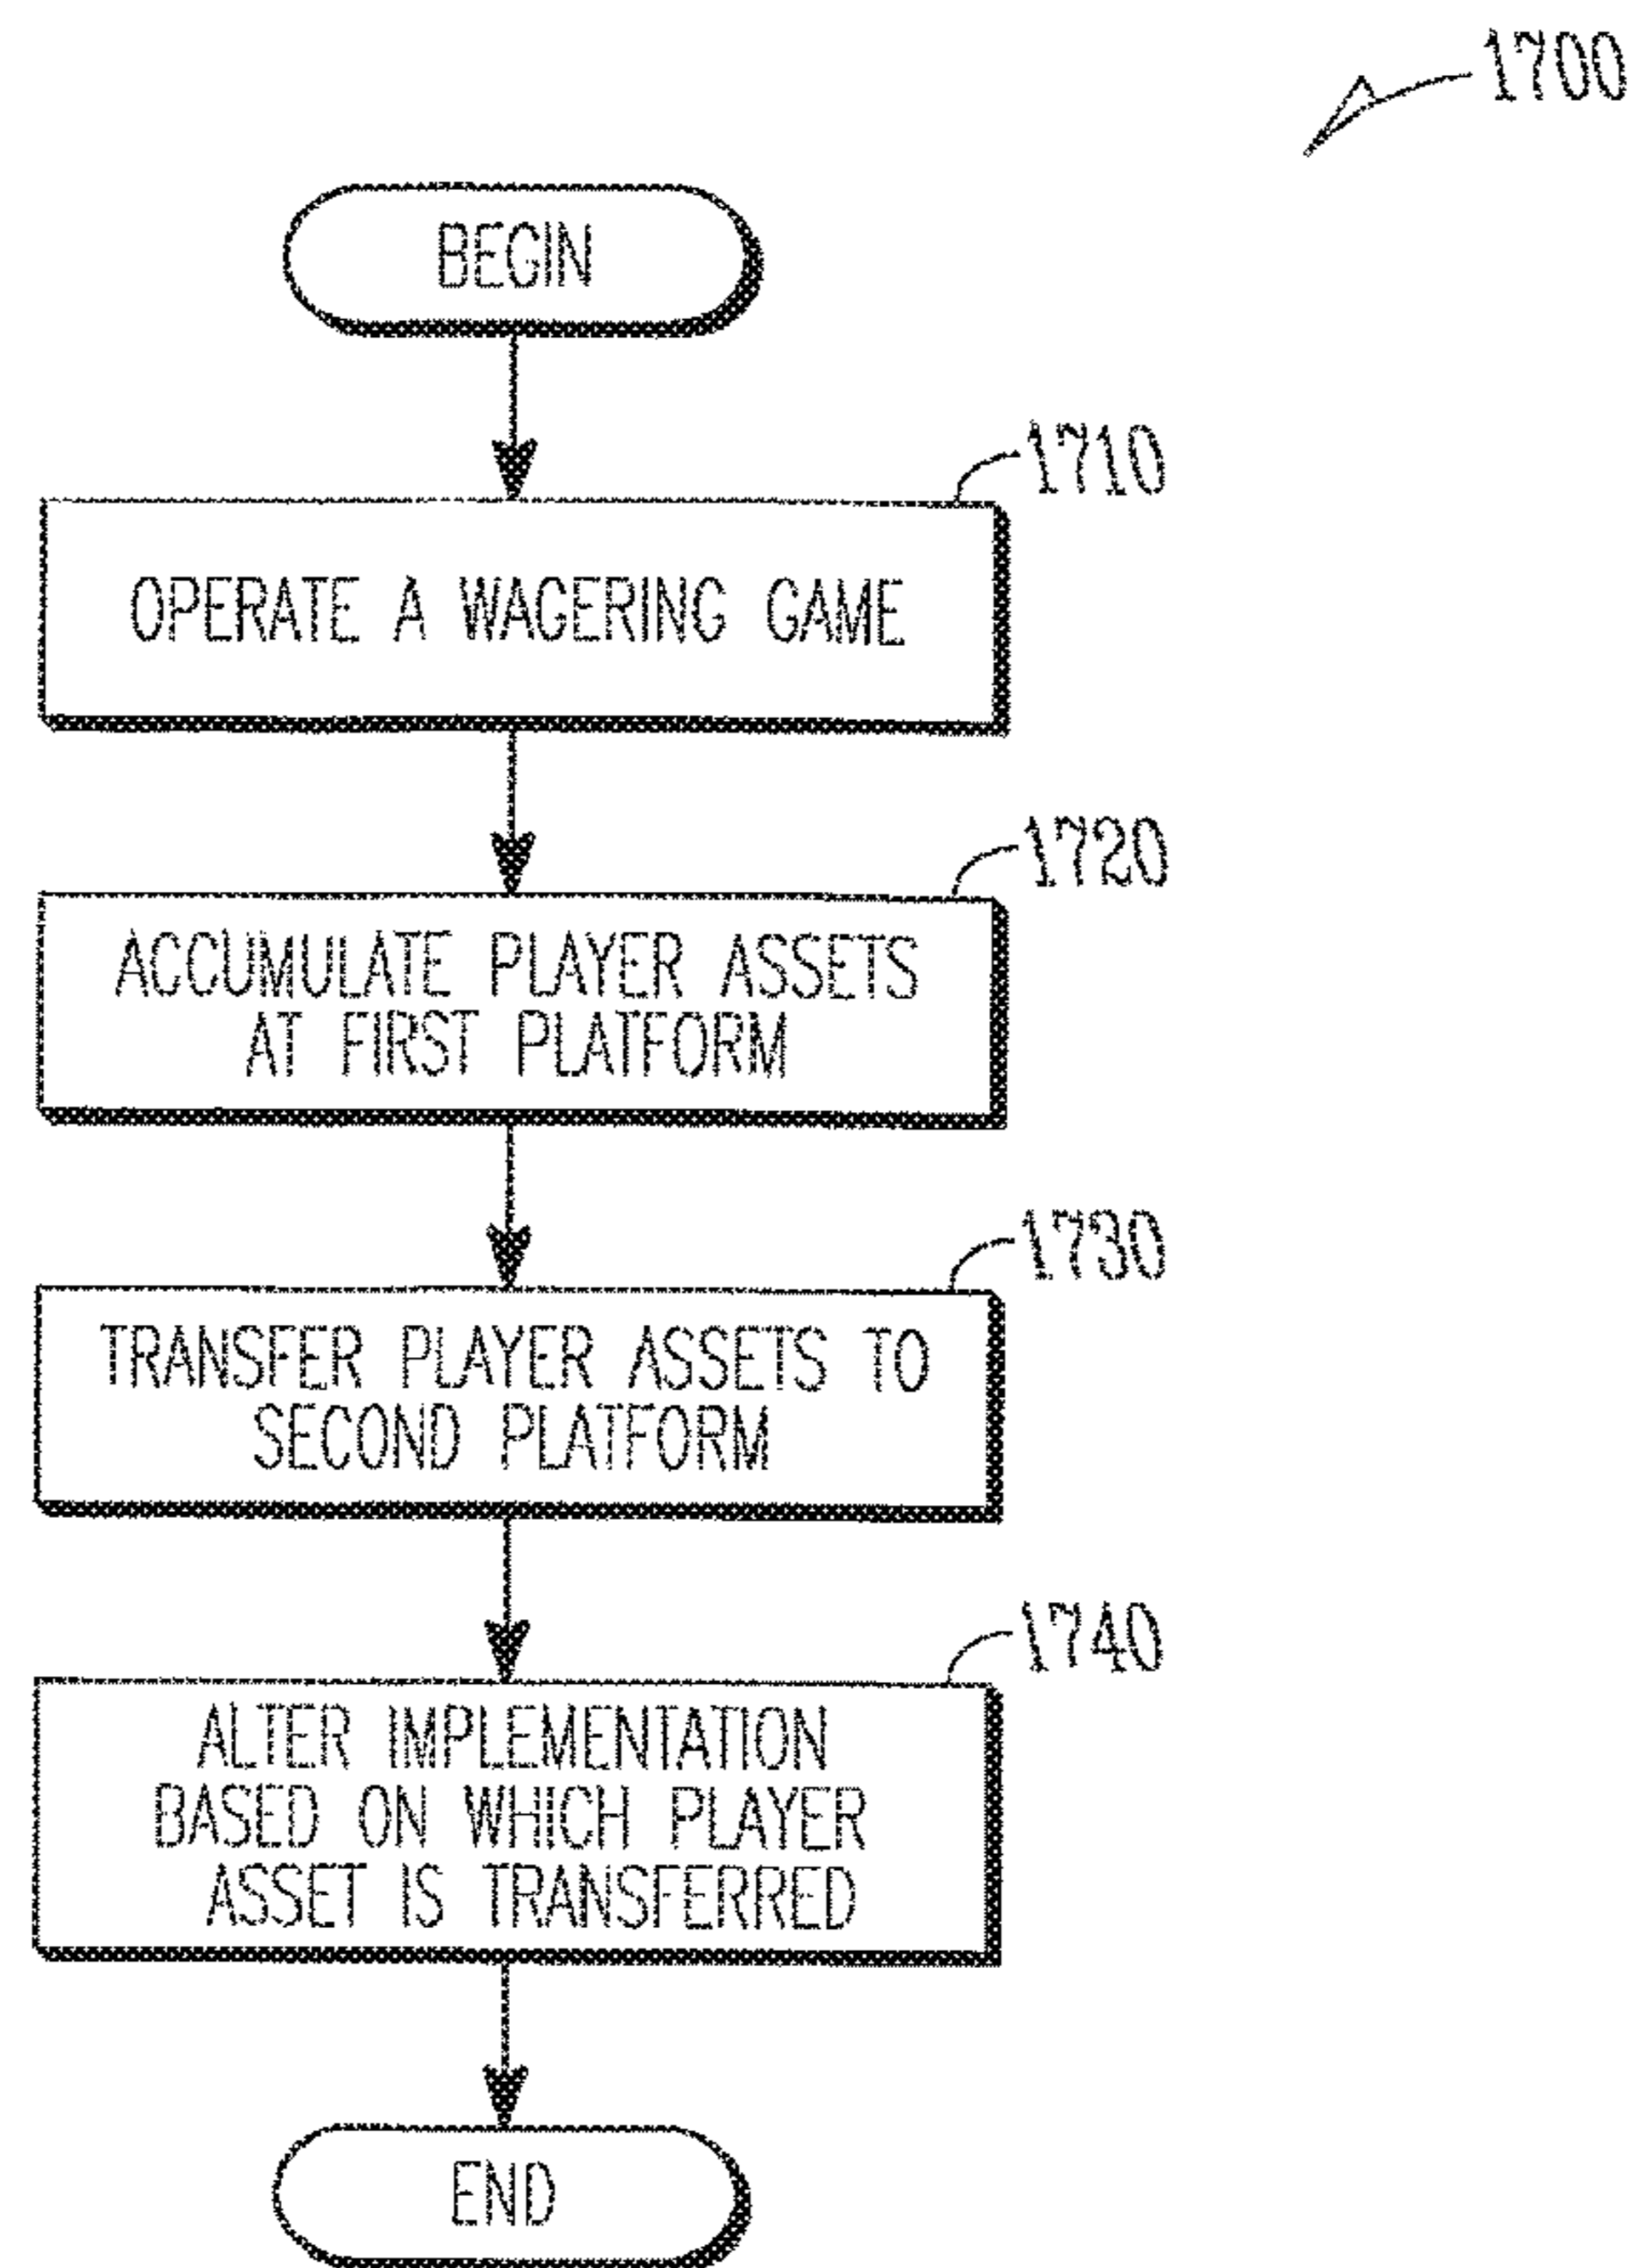 1700
BEGIN
1710
OPERATE A WAGERING GAME
1720
ACCUMULATE PLAYER ASSETS
AT FIRST PLATFORM
1730
TRANSFER PLAYER ASSETS TO
SECOND PLATFORM
1740
ALTER IMPLEMENTATION
BASED ON WHICH PLAYER
ASSET IS TRANSFERRED
END